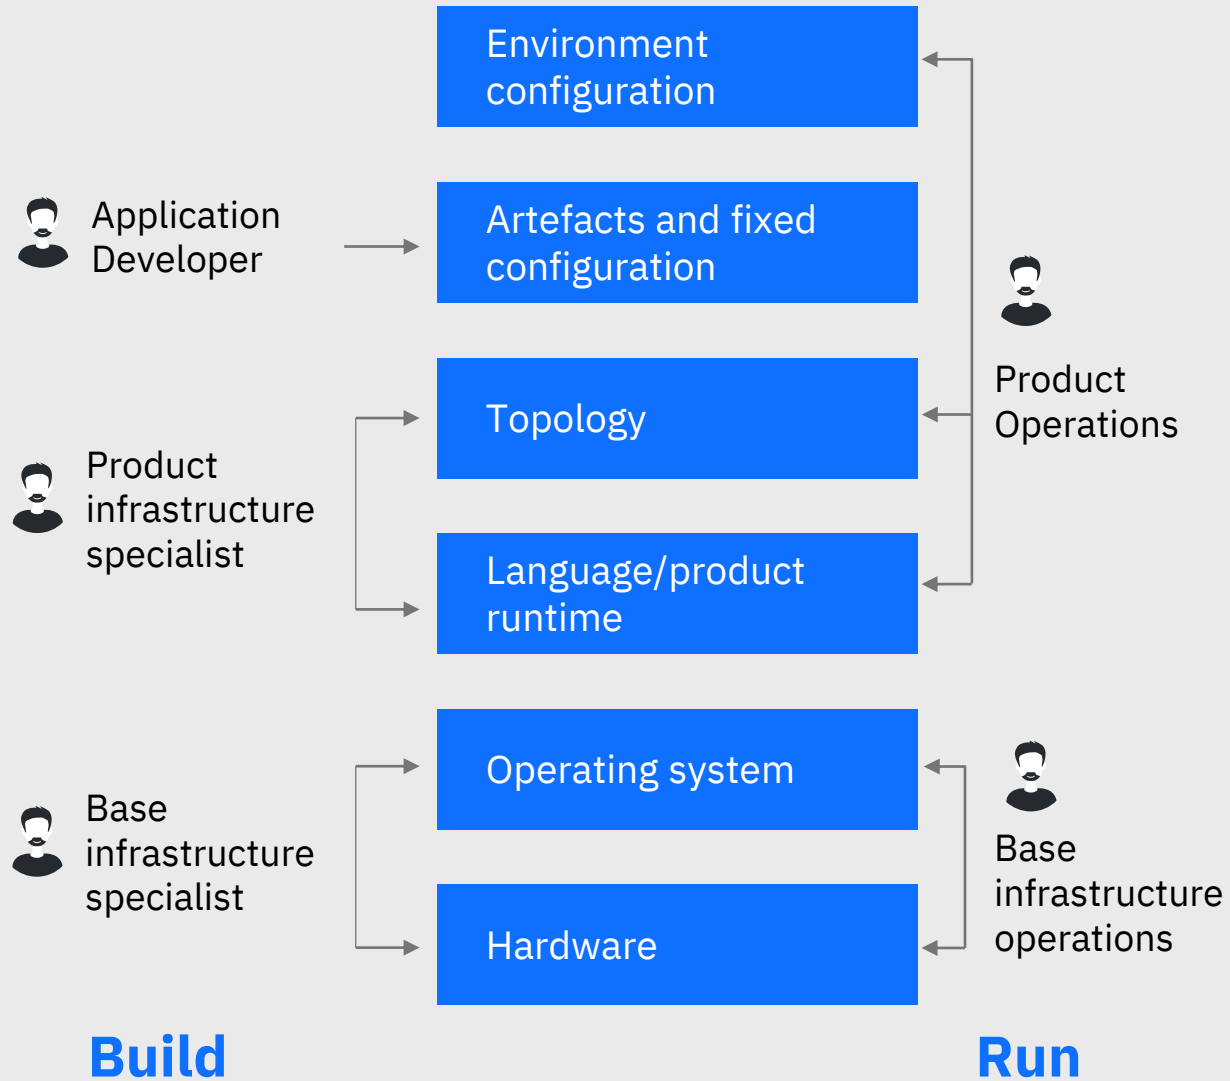 Environment
configuration
Application
Developer
Artefacts and fixed
configuration
Product
Operations
Topology
Product
infrastructure
specialist
Language/product
runtime
Operating system
Base
infrastructure
specialist
Base
infrastructure
operations
Hardware
Build
Run